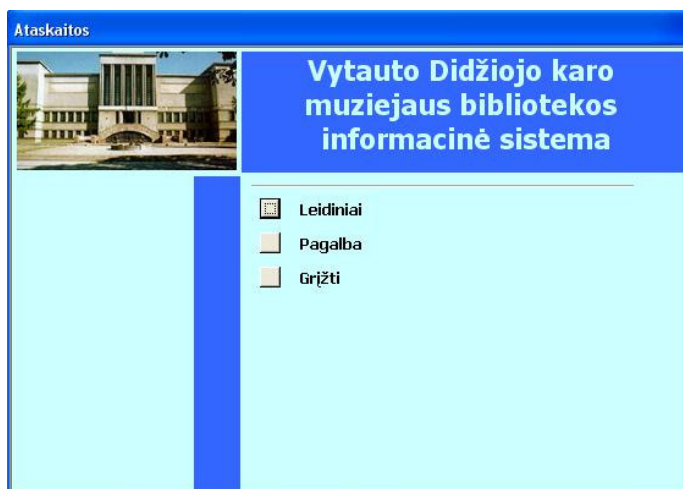 Ataskaitos
Vytauto Didžiojo karo
muziejaus bibliotekos
informacinė sistema
Leidiniai
Pagalba
Grįžti